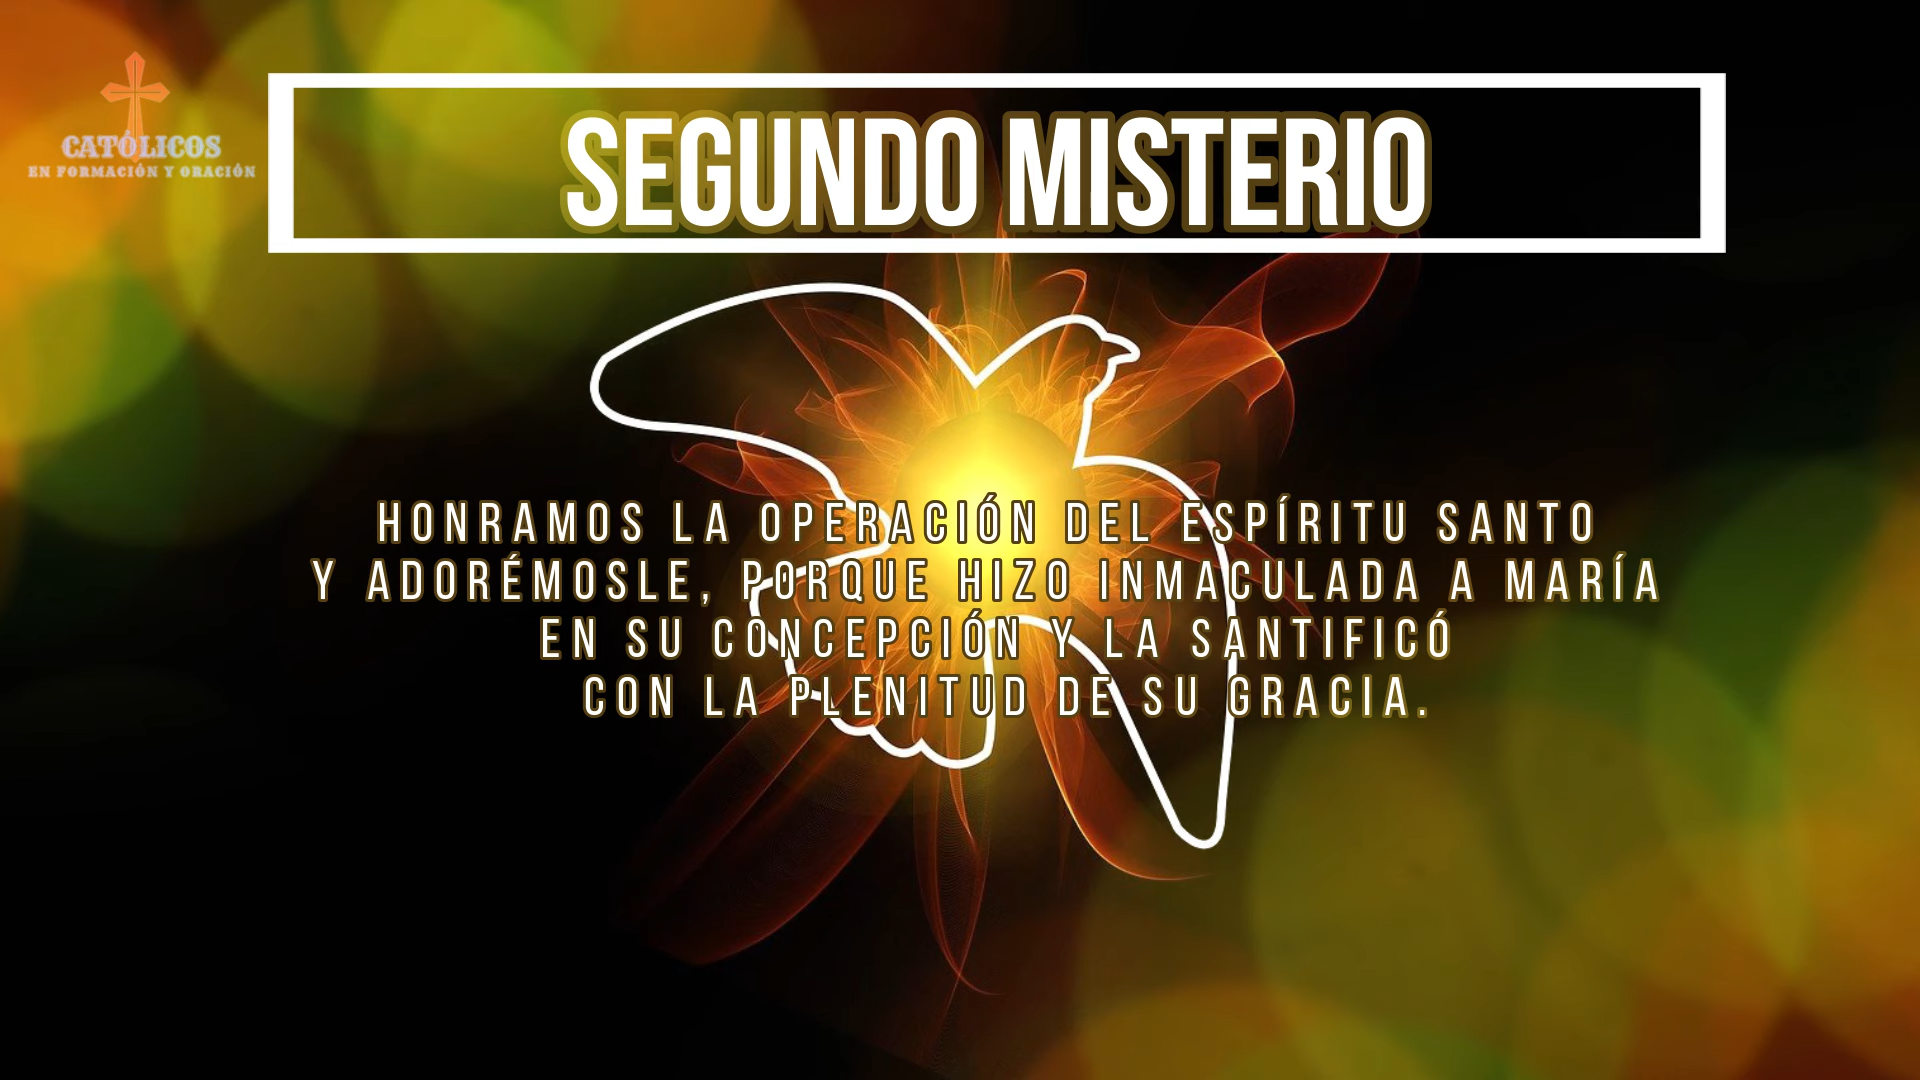 CATÓLICOS
EN FORMACIÓN Y ORACIÓN
SEGUNDO MISTERIO
HONRAMOS LA OPERACIÓN DEL ESPÍRITU SANTO
Y ADORÉMOSLE, PORQUE HIZO INMACULADA A MARÍA
EN SU CONCEPCIÓN Y LA SANTIFICÓ
CON LA PLENITUD DE SU GRACIA.